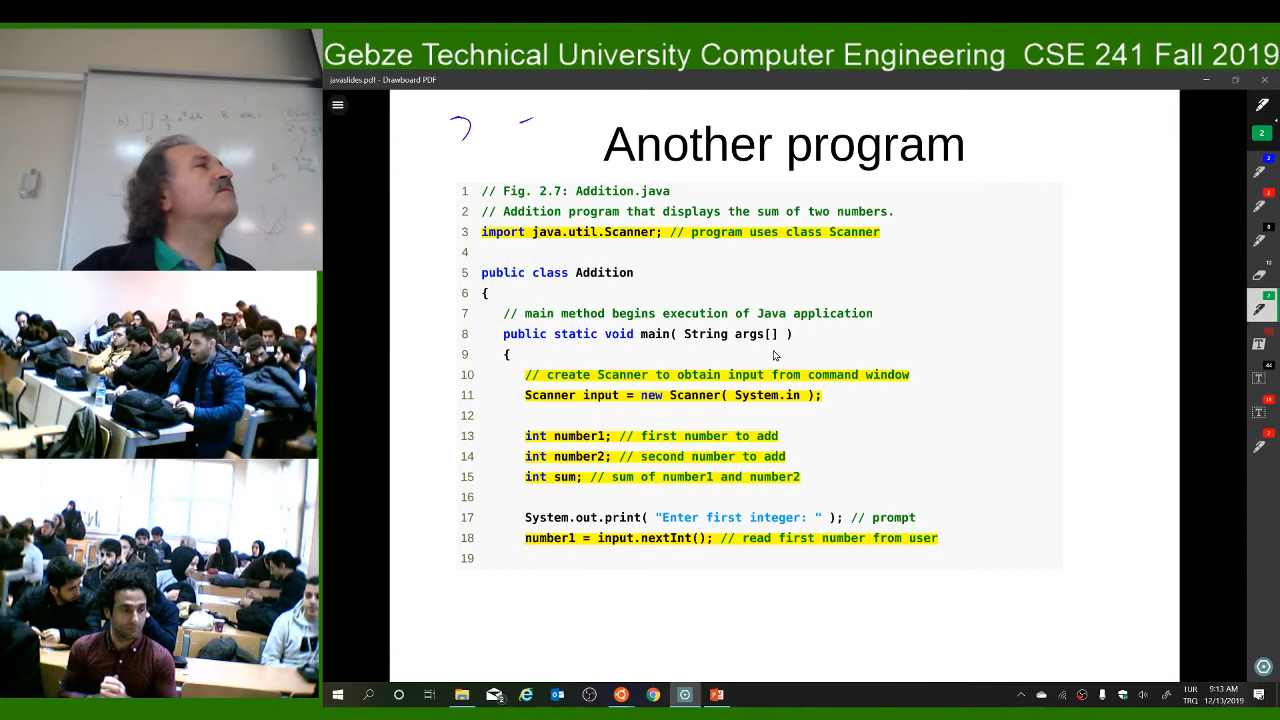 Gebze Technical University Computer Engineering  CSE 241 Fall 2019
javaslides.pdf - Drawboard PDF
Another program
1 // Fig. 2.7: Addition.java
2 // Addition program that displays the sum of two numbers.
3 import java.util.Scanner; // program uses class Scanner
4
5 public class Addition
6 {
7 // main method begins execution of Java application
8 public static void main( String args[] )
9 {
10 // create Scanner to obtain input from command window
11 Scanner input = new Scanner( System.in );
12
13 int number1; // first number to add
14 int number2; // second number to add
15 int sum; // sum of number1 and number2
16
17 System.out.print( "Enter first integer: " ); // prompt
18 number1 = input.nextInt(); // read first number from user
19
TUR 9:13 AM
TRQ 12/13/2019